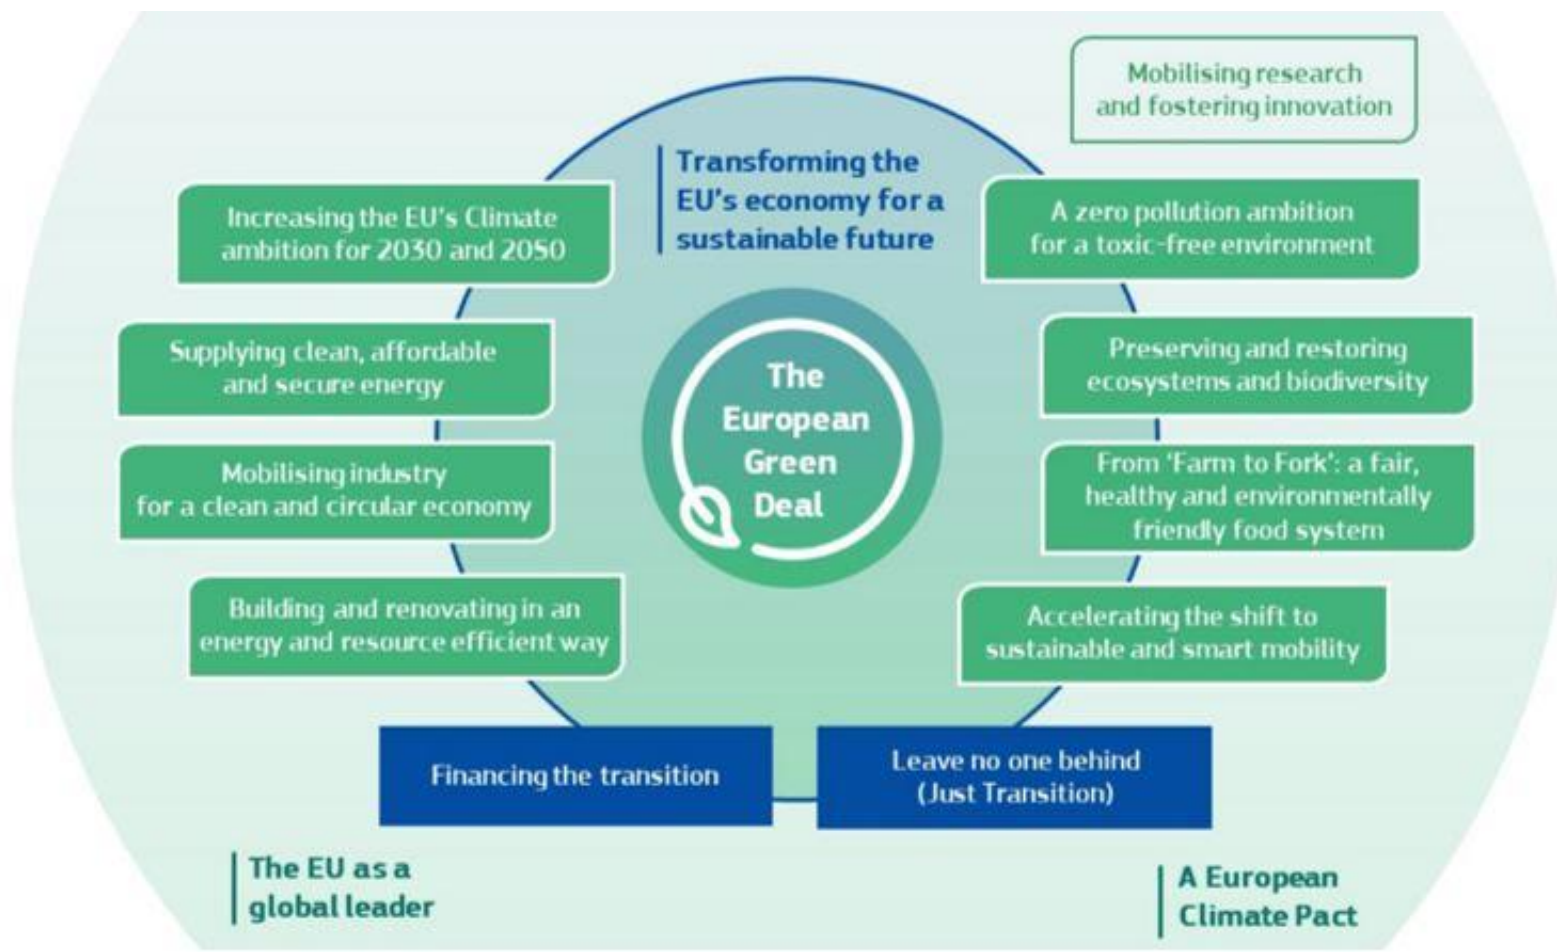 Mobilising research
and fostering innovation
Transforming the
EU's economy for a
sustainable future
Increasing the EU's Climate
ambition for 2030 and 2050
A zero pollution ambition
for a toxic-free environment
Supplying clean, affordable
and secure energy
Preserving and restoring
ecosystems and biodiversity
The
European
Green
Deal
Mobilising industry
for a clean and circular economy
From 'Farm to Fork': a fair,
healthy and environmentally
friendly food system
Building and renovating in an
energy and resource efficient way
Accelerating the shift to
sustainable and smart mobility
Financing the transition
Leave no one behind
(Just Transition)
The EU as a
global leader
A European
Climate Pact